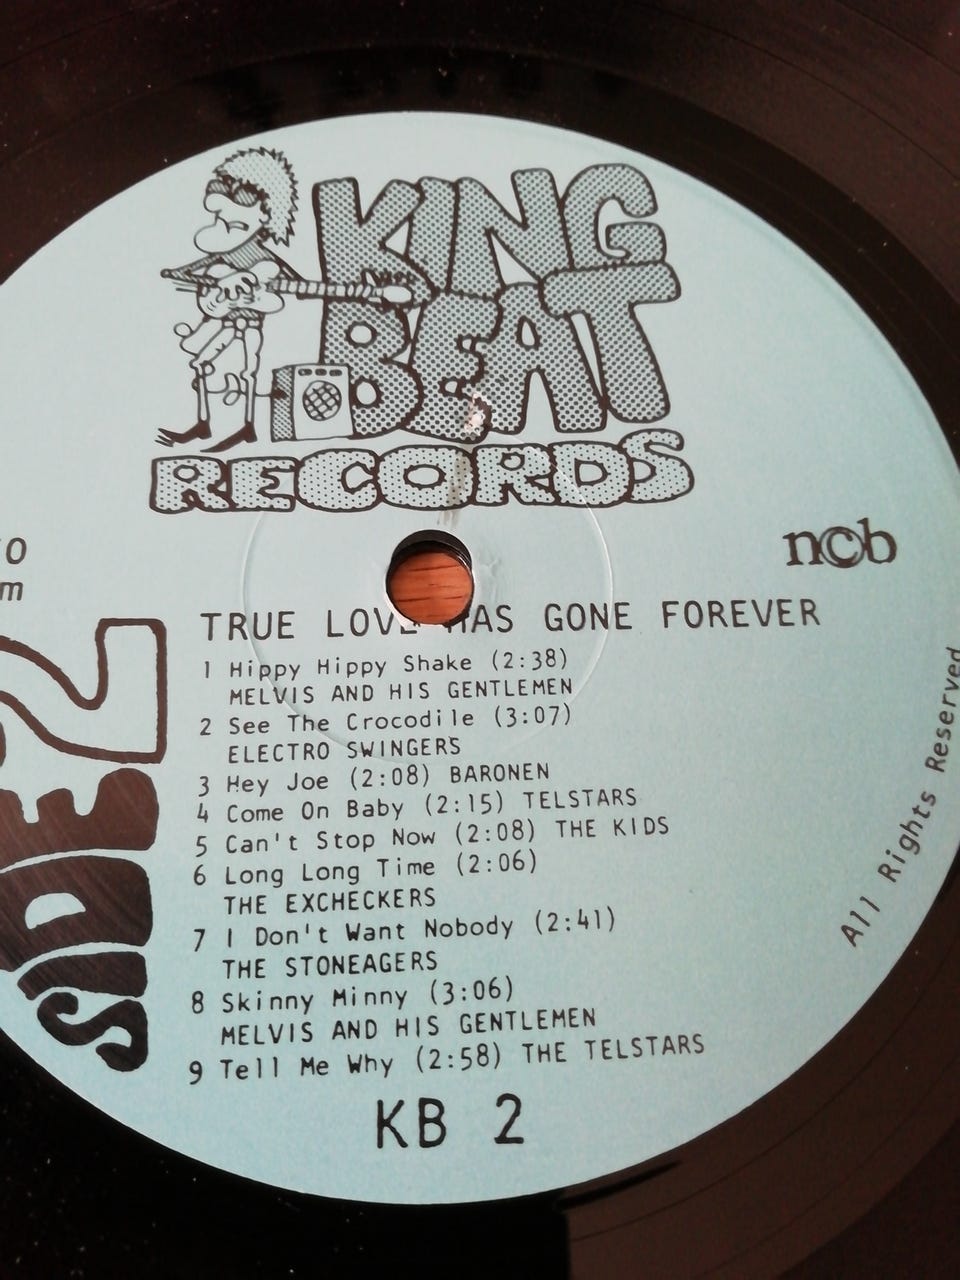 KING
BEAT
RECORDS
ncb
TRUE LOVE HAS GONE FOREVER
1 Hippy Hippy Shake (2:38)
MELVIS AND HIS GENTLEMEN
2 See The Crocodile (3:07)
ELECTRO SWINGERS
3 Hey Joe (2:08) BARONEN
4 Come On Baby (2:15) TELSTARS
5 Can't Stop Now (2:08) THE KIDS
6 Long Long Time (2:06)
THE EXCHECKERS
7 I Don't Want Nobody (2:41)
THE STONEAGERS
8 Skinny Minny (3:06)
MELVIS AND HIS GENTLEMEN
9 Tell Me Why (2:58) THE TELSTARS
KB 2
SIDE 2
All Rights Reserved